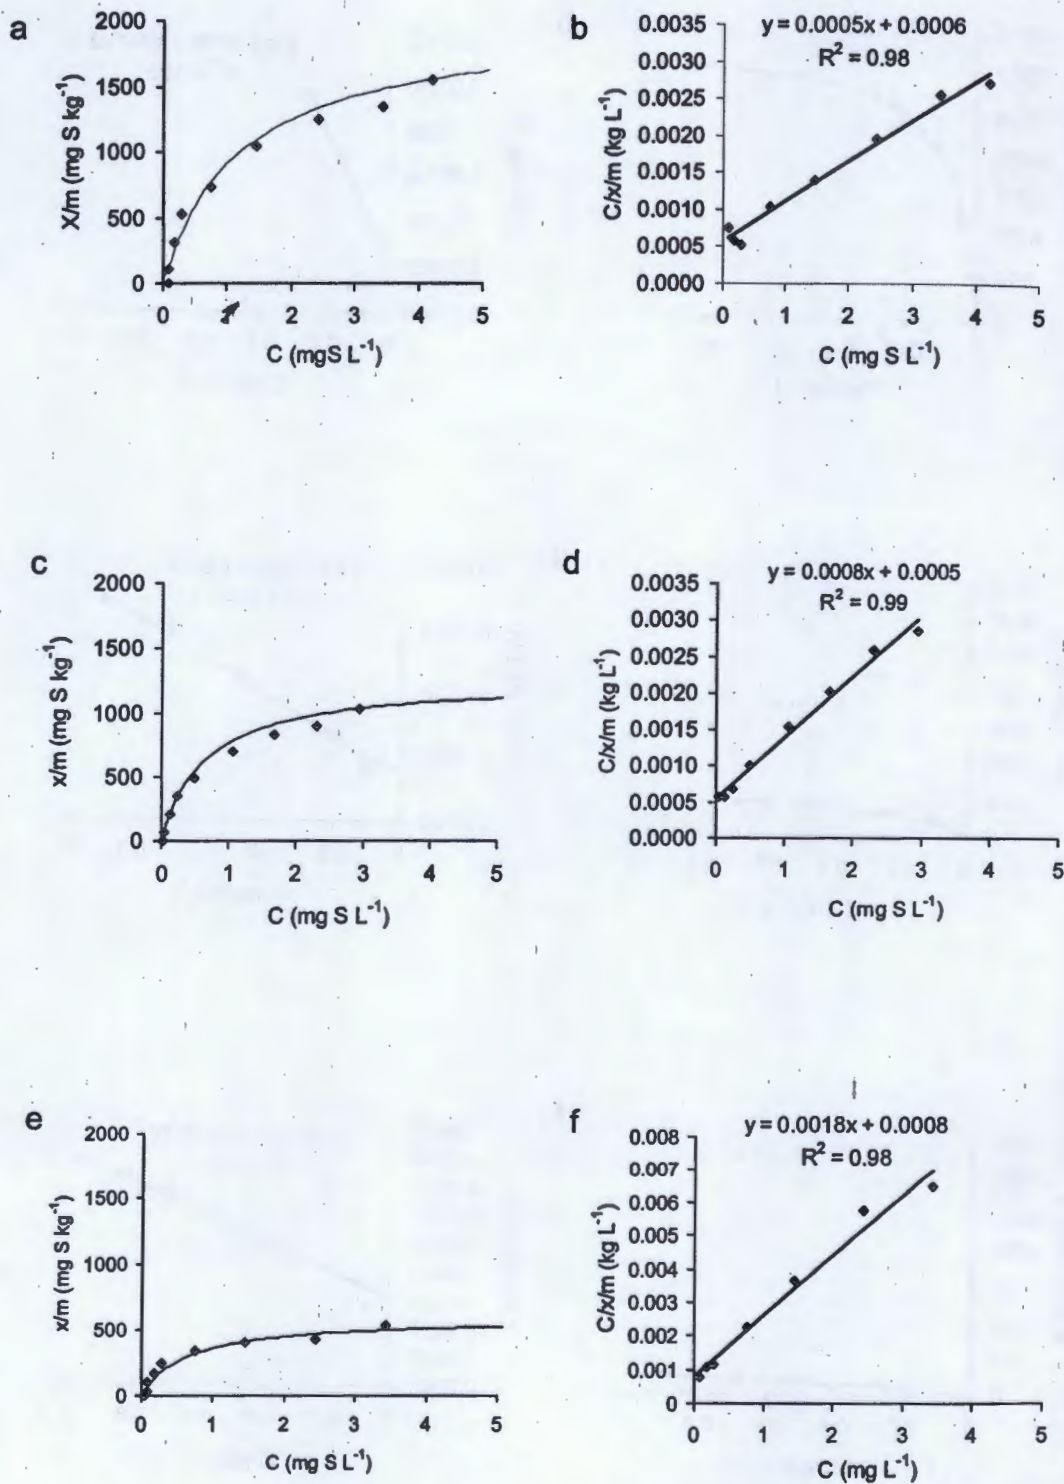 a
2000
1500
1000
500
0
X/m (mg S kg⁻¹)
0 1 2 3 4 5
C (mgS L⁻¹)
b
y = 0.0005x + 0.0006
R² = 0.98
0.0035
0.0030
0.0025
0.0020
0.0015
0.0010
0.0005
0.0000
C/x/m (kg L⁻¹)
0 1 2 3 4 5
C (mg S L⁻¹)
c
2000
1500
1000
500
0
x/m (mg S kg⁻¹)
0 1 2 3 4 5
C (mg S L⁻¹)
d
y = 0.0008x + 0.0005
R² = 0.99
0.0035
0.0030
0.0025
0.0020
0.0015
0.0010
0.0005
0.0000
C/x/m (kg L⁻¹)
0 1 2 3 4 5
C (mg S L⁻¹)
e
2000
1500
1000
500
0
x/m (mg S kg⁻¹)
0 1 2 3 4 5
C (mg S L⁻¹)
f
y = 0.0018x + 0.0008
R² = 0.98
0.008
0.007
0.006
0.005
0.004
0.003
0.002
0.001
0
C/x/m (kg L⁻¹)
0 1 2 3 4 5
C (mg L⁻¹)